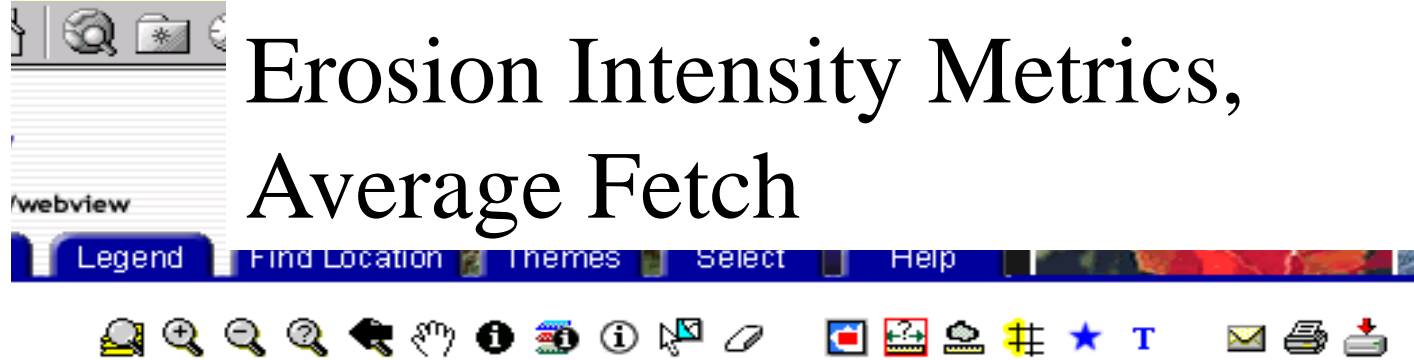 Erosion Intensity Metrics,
Average Fetch
/webview
Legend Find Location Themes Select Help
T